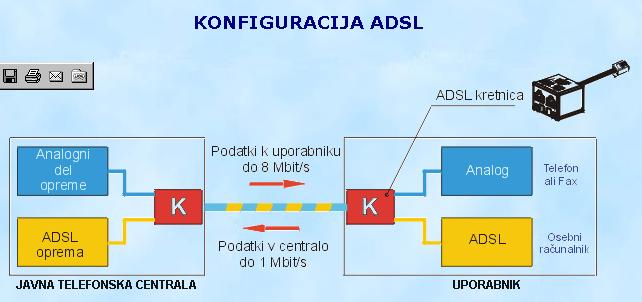 KONFIGURACIJA ADSL
ADSL kretnica
Analogni
del
opreme
Podatki k uporabniku
do 8 Mbit/s
Analog
Telefon
ali Fax
K
K
ADSL
oprema
Podatki v centralo
do 1 Mbit/s
ADSL
Osebni
računalnik
JAVNA TELEFONSKA CENTRALA
UPORABNIK